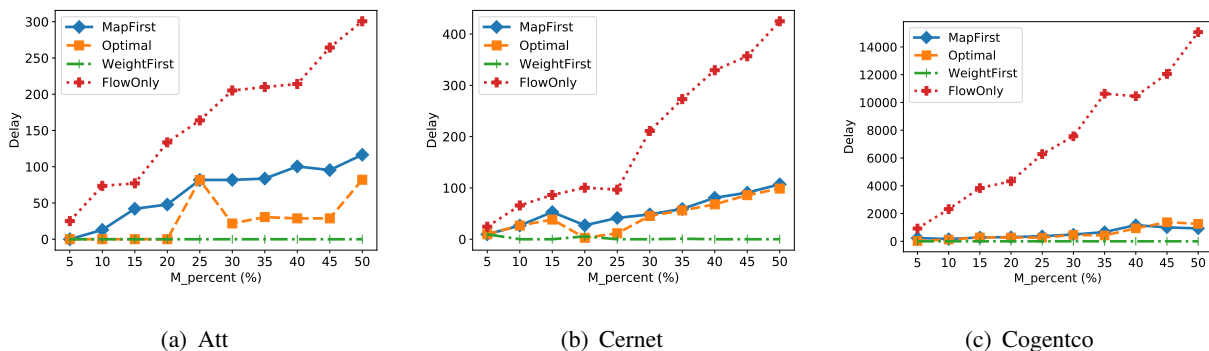 300
250
200
150
100
50
0
Delay
MapFirst
Optimal
WeightFirst
FlowOnly
5 10 15 20 25 30 35 40 45 50
M_percent (%)
(a) Att
400
300
200
100
0
Delay
MapFirst
Optimal
WeightFirst
FlowOnly
5 10 15 20 25 30 35 40 45 50
M_percent (%)
(b) Cernet
14000
12000
10000
8000
6000
4000
2000
0
Delay
MapFirst
Optimal
WeightFirst
FlowOnly
5 10 15 20 25 30 35 40 45 50
M_percent (%)
(c) Cogentco